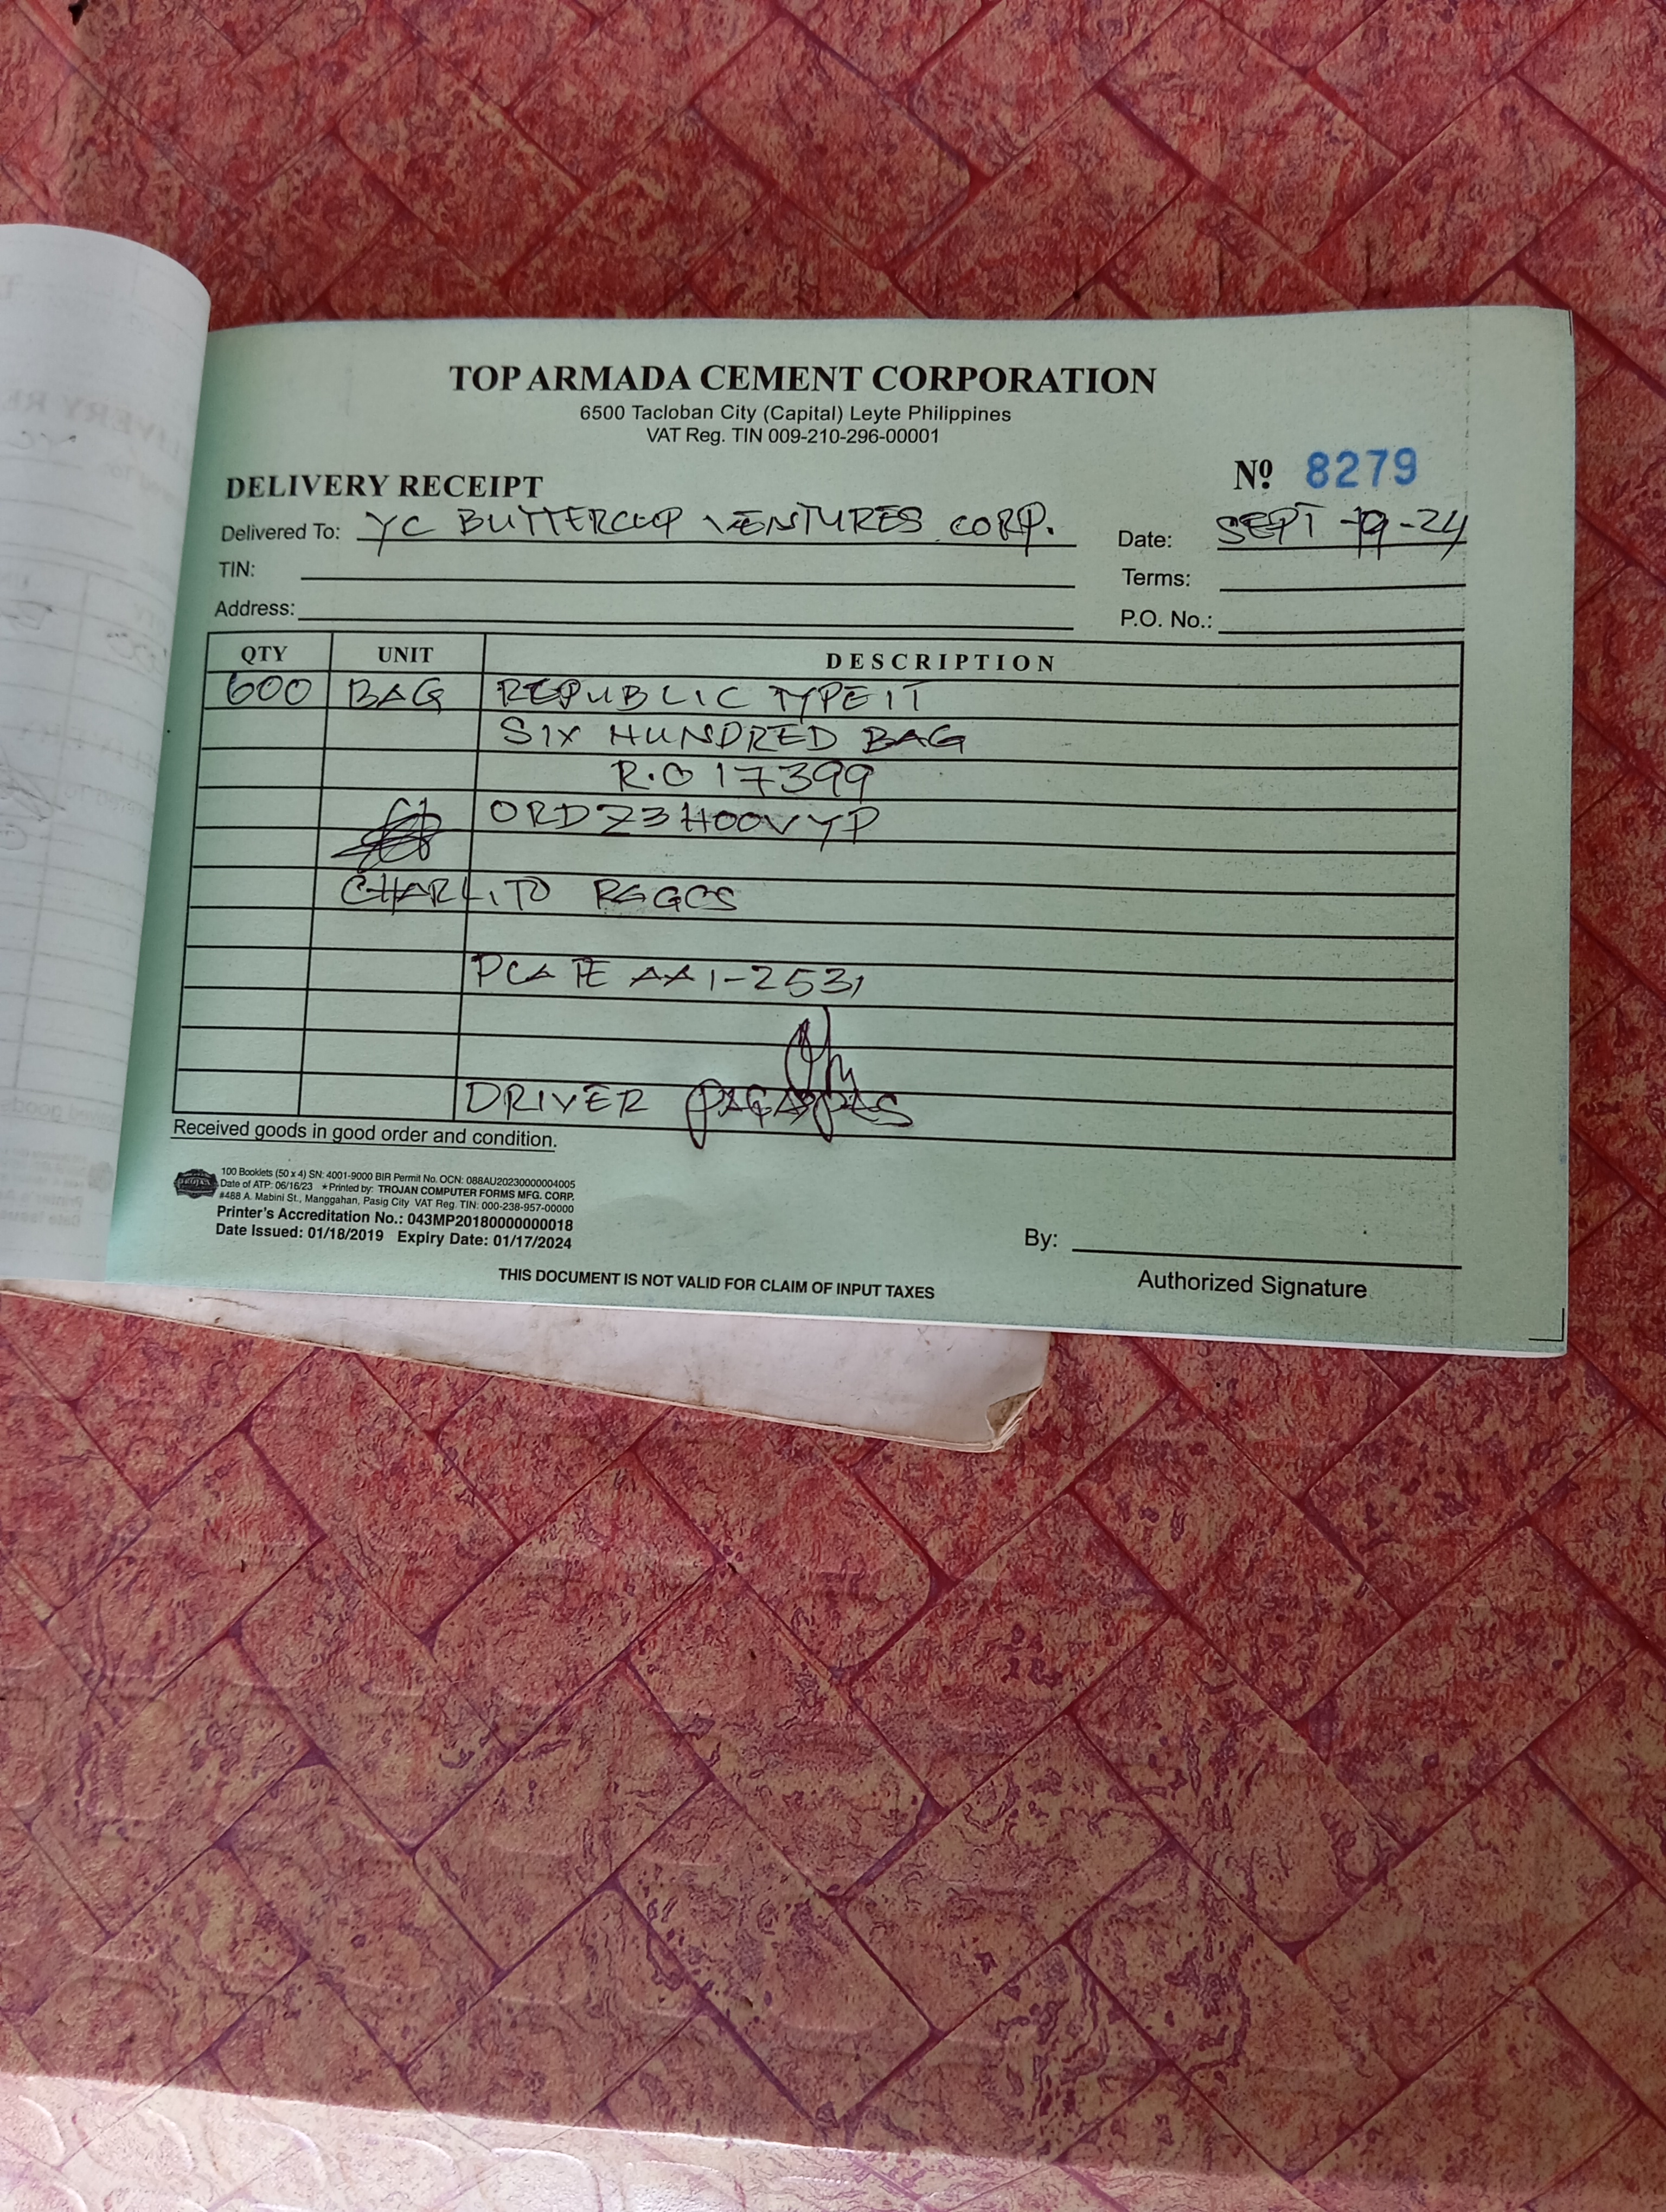 TOP ARMADA CEMENT CORPORATION
6500 Tacloban City (Capital) Leyte Philippines
VAT Reg. TIN 009-210-296-00001
DELIVERY RECEIPT
Nº 8279
Delivered To: YC BUTTERCUP VENTURES CORP.
Date: SEPT -19-24
TIN:
Terms:
Address:
P.O. No.:
QTY UNIT DESCRIPTION
600 BAG REPUBLIC TYPE 1T
SIX HUNDRED BAG
R.O 17399
ORDZ3H00VYP
CHARLITO
PLATE AA1-2531
DRIVER
Received goods in good order and condition.
TROJAN
100 Booklets (50 x 4) SN: 4001-9000 BIR Permit No. OCN: 088AU20230000004005
Date of ATP: 06/16/23 *Printed by: TROJAN COMPUTER FORMS MFG. CORP.
#488 A. Mabini St., Manggahan, Pasig City VAT Reg. TIN: 000-238-957-00000
Printer's Accreditation No.: 043MP20180000000018
Date Issued: 01/18/2019 Expiry Date: 01/17/2024
By:
Authorized Signature
THIS DOCUMENT IS NOT VALID FOR CLAIM OF INPUT TAXES